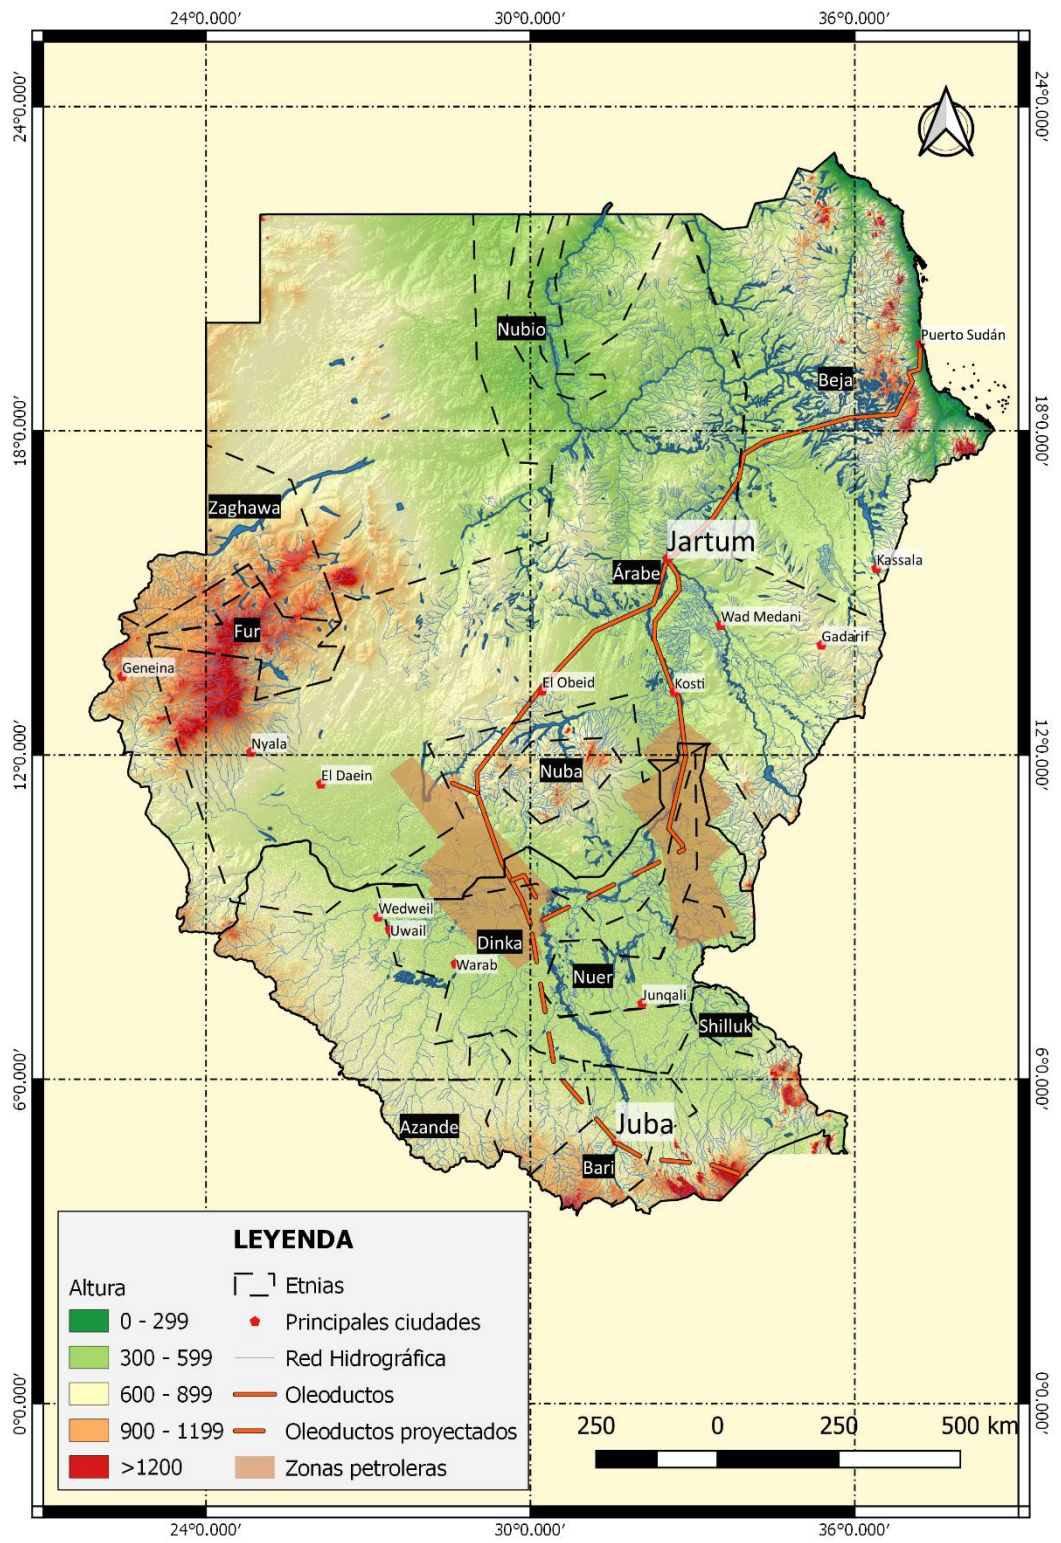 24°0.000'
30°0.000'
36°0.000'
24°0.000'
24°0.000'
Nubio
Puerto Sudán
Beja
18°0.000'
18°0.000'
Zaghawa
Jartum
Árabe
Kassala
Wad Medani
Fur
Gadarif
Geneina
El Obeid
Kosti
Nyala
12°0.000'
12°0.000'
Nuba
El Daein
Wedweil
Uwail
Dinka
Warab
Nuer
Junqali
Shilluk
6°0.000'
6°0.000'
Azande
Juba
Bari
LEYENDA
Altura
0 - 299
300 - 599
600 - 899
900 - 1199
>1200
Etnias
Principales ciudades
Red Hidrográfica
Oleoductos
Oleoductos proyectados
Zonas petroleras
0°0.000'
0°0.000'
250 0 250 500 km
24°0.000'
30°0.000'
36°0.000'